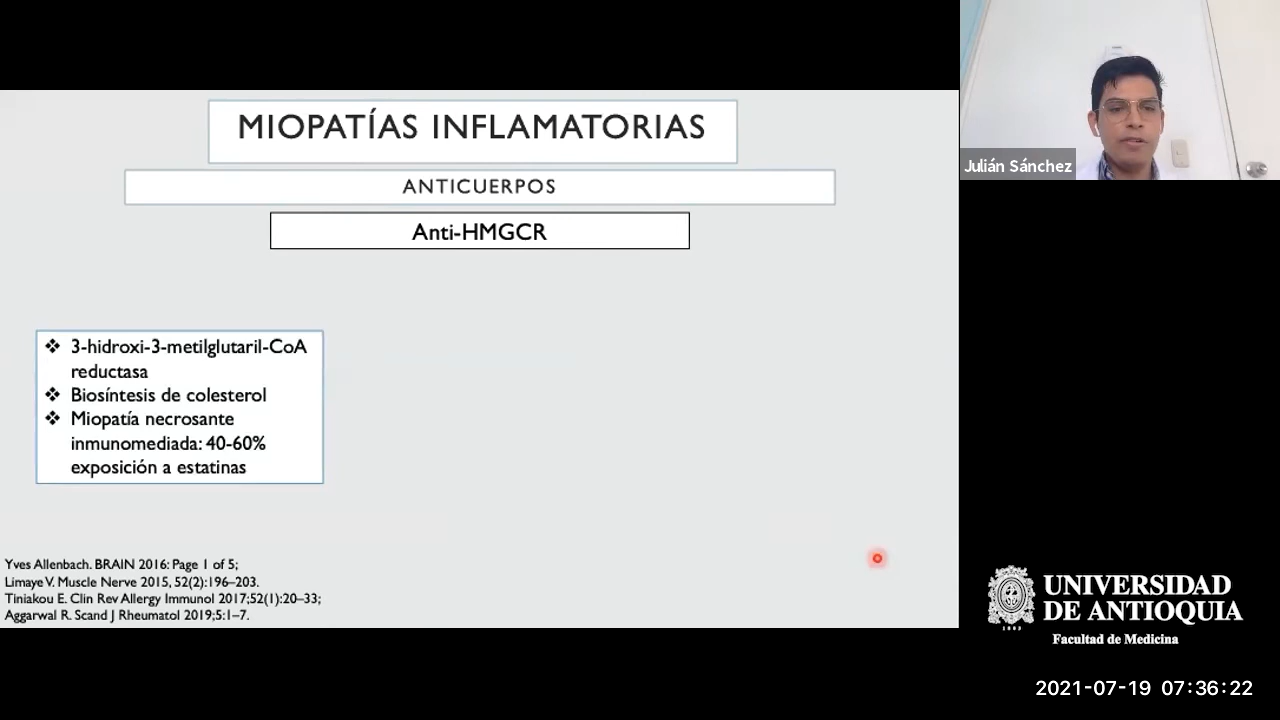 MIOPATÍAS INFLAMATORIAS
ANTICUERPOS
Anti-HMGCR
❖ 3-hidroxi-3-metilglutaril-CoA
reductasa
❖ Biosíntesis de colesterol
❖ Miopatía necrosante
inmunomediada: 40-60%
exposición a estatinas
Yves Allenbach. BRAIN 2016: Page 1 of 5;
Limaye V. Muscle Nerve 2015, 52(2):196–203.
Tiniakou E. Clin Rev Allergy Immunol 2017;52(1):20–33;
Aggarwal R. Scand J Rheumatol 2019;5:1–7.
Julián Sánchez
1803
UNIVERSIDAD
DE ANTIOQUIA
Facultad de Medicina
2021-07-19 07:36:22